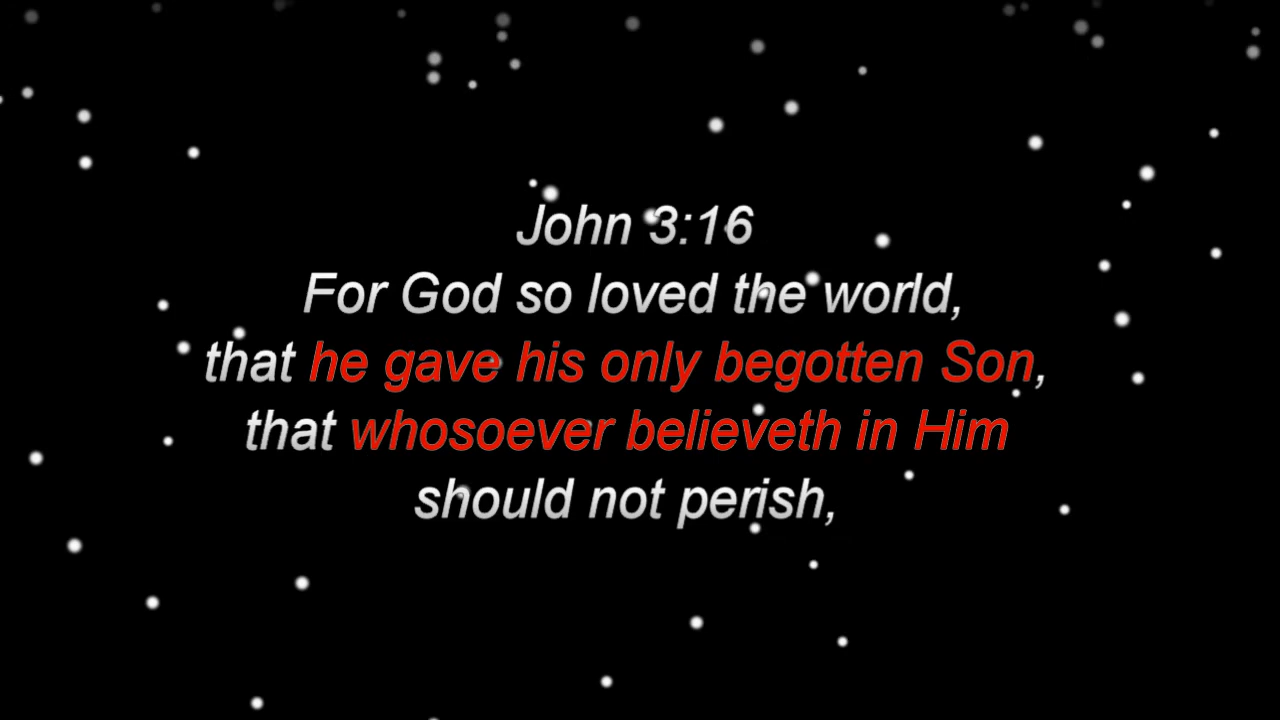 John 3:16
For God so loved the world,
that he gave his only begotten Son,
that whosoever believeth in Him
should not perish,